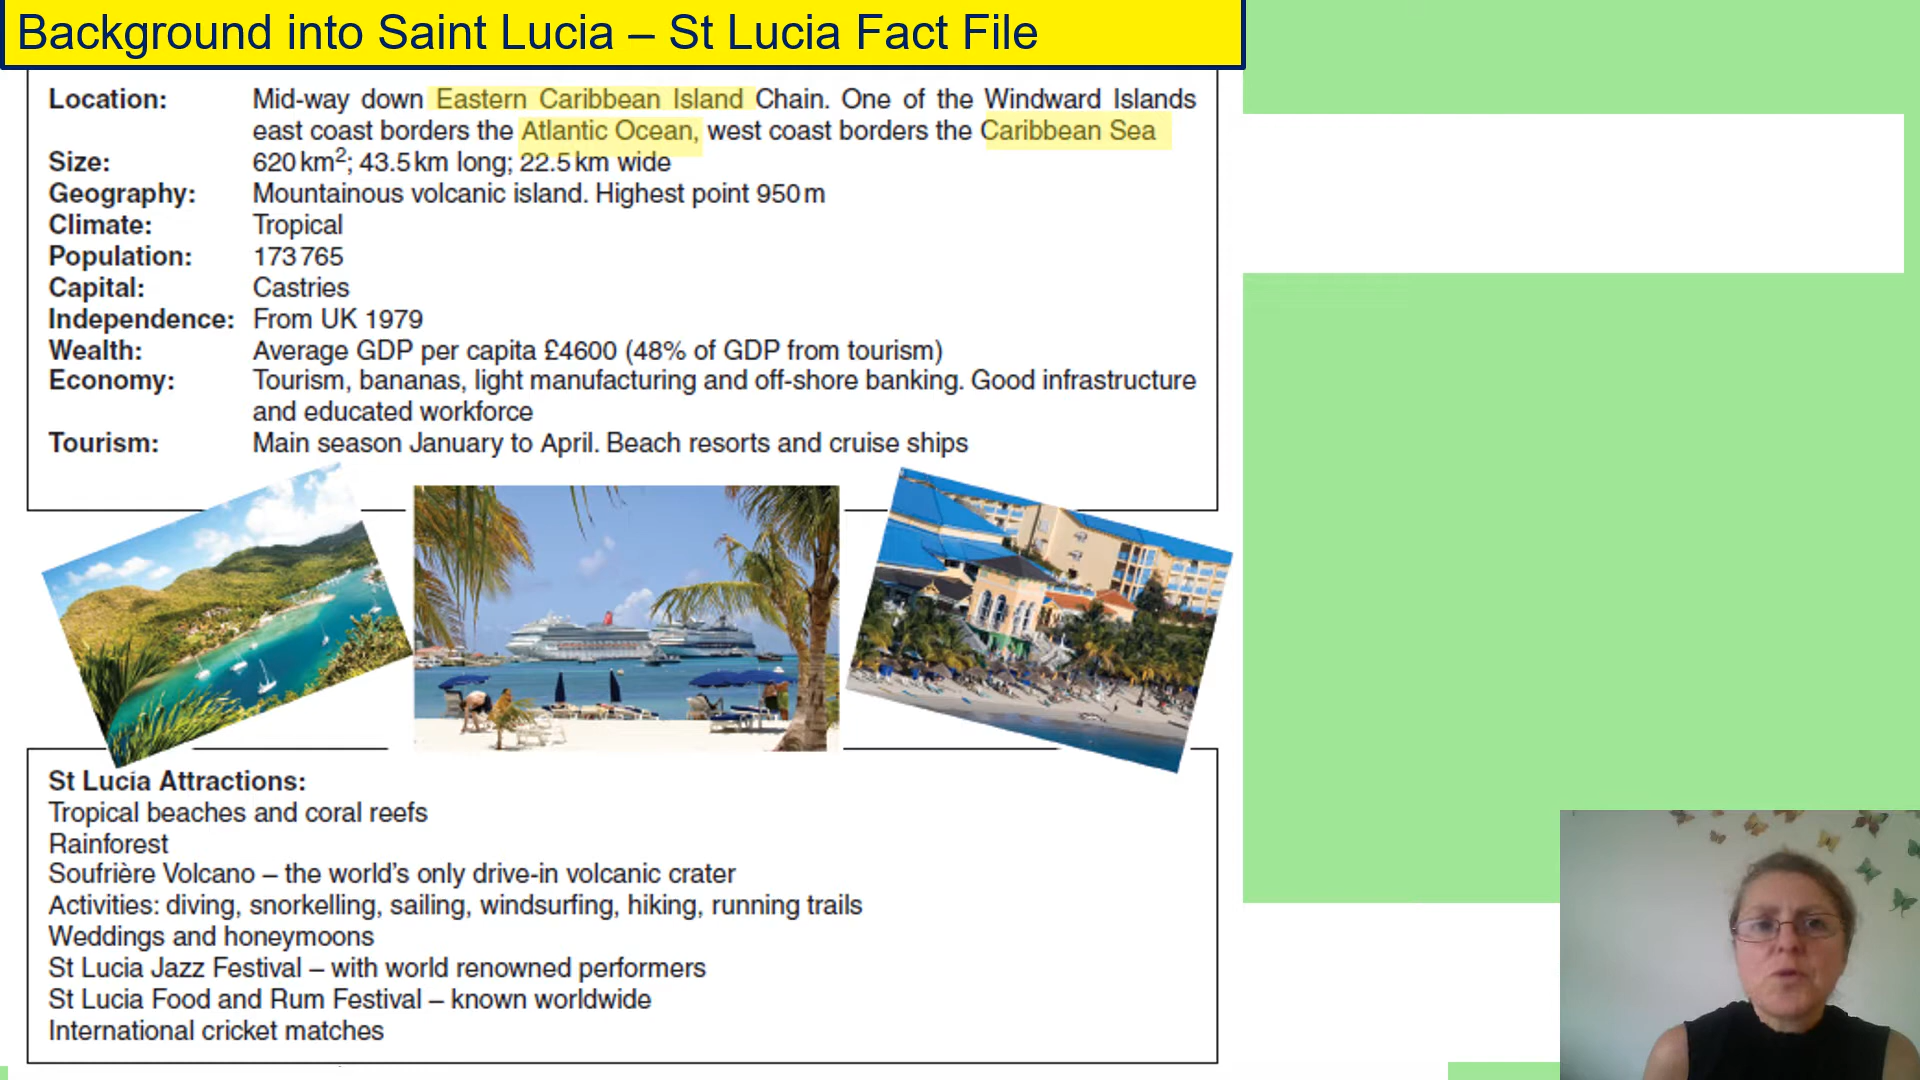 Background into Saint Lucia – St Lucia Fact File
Location: Mid-way down Eastern Caribbean Island Chain. One of the Windward Islands
east coast borders the Atlantic Ocean, west coast borders the Caribbean Sea
Size: 620 km²; 43.5 km long; 22.5 km wide
Geography: Mountainous volcanic island. Highest point 950 m
Climate: Tropical
Population: 173 765
Capital: Castries
Independence: From UK 1979
Wealth: Average GDP per capita £4600 (48% of GDP from tourism)
Economy: Tourism, bananas, light manufacturing and off-shore banking. Good infrastructure
and educated workforce
Tourism: Main season January to April. Beach resorts and cruise ships
St Lucia Attractions:
Tropical beaches and coral reefs
Rainforest
Soufrière Volcano – the world's only drive-in volcanic crater
Activities: diving, snorkelling, sailing, windsurfing, hiking, running trails
Weddings and honeymoons
St Lucia Jazz Festival – with world renowned performers
St Lucia Food and Rum Festival – known worldwide
International cricket matches